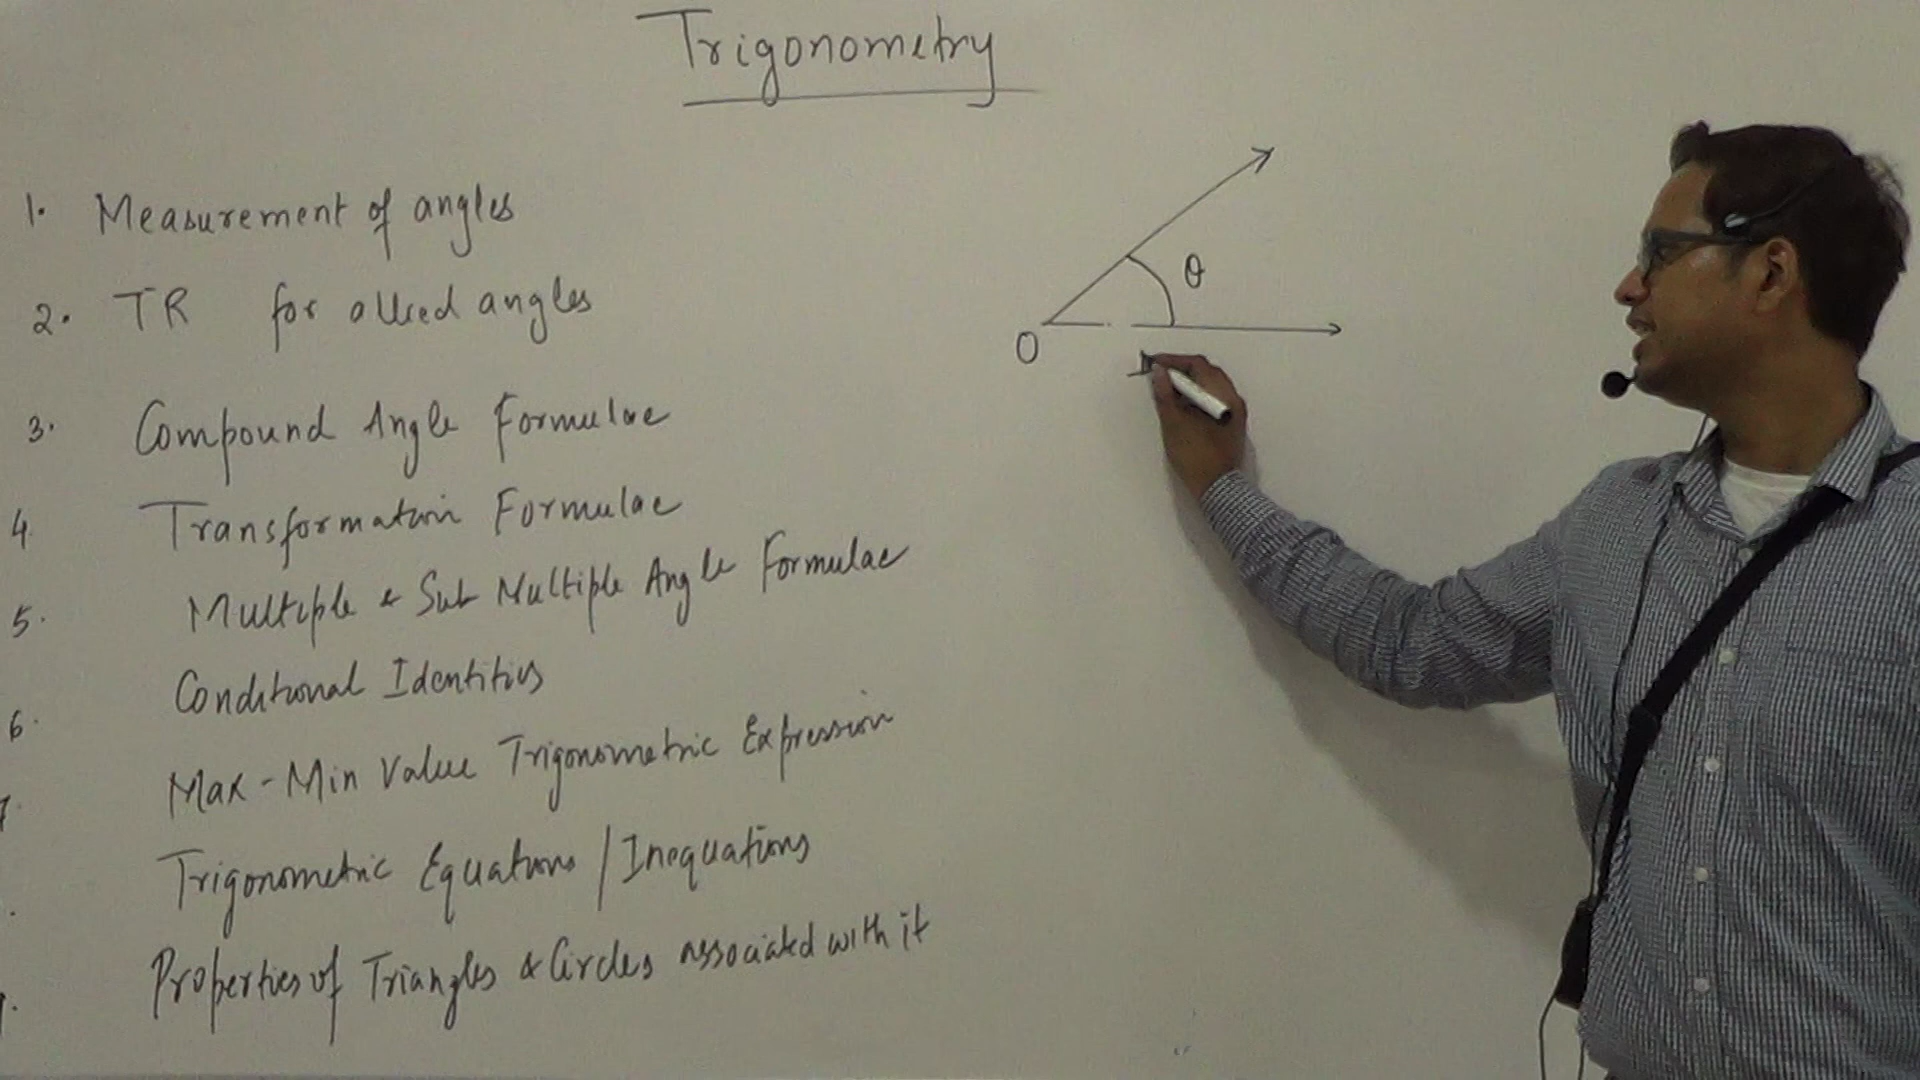 Trigonometry
1. Measurement of angles
2. TR for allied angles
3. Compound Angle Formulae
4 Transformation Formulae
5. Multiple & Sub Multiple Angle Formulae
6. Conditional Identities
7. Max-Min Value Trigonometric Expression
. Trigonometric Equations / Inequations
. Properties of Triangles & Circles associated with it
θ
O